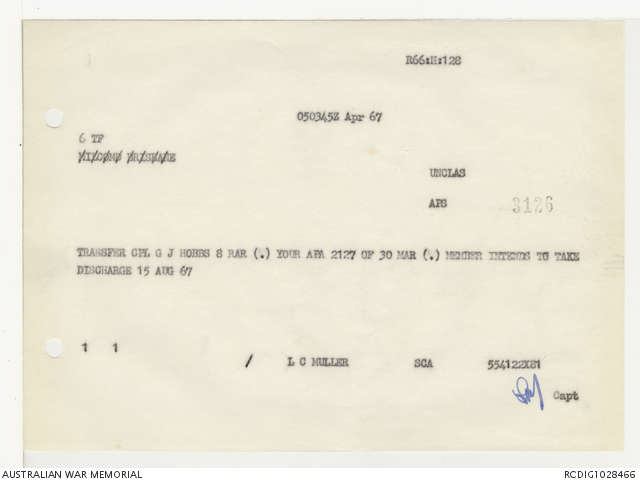 R66:H:128
050345Z Apr 67
6 TF
UNCLAS
APS 3126
TRANSFER CPL G J HOBBS 8 RAR (.) YOUR APA 2127 OF 30 MAR (.) MEMBER INTENDS TO TAKE
DISCHARGE 15 AUG 67
1 1 / L C MULLER SCA 554122X81
Capt
AUSTRALIAN WAR MEMORIAL RCDIG1028466